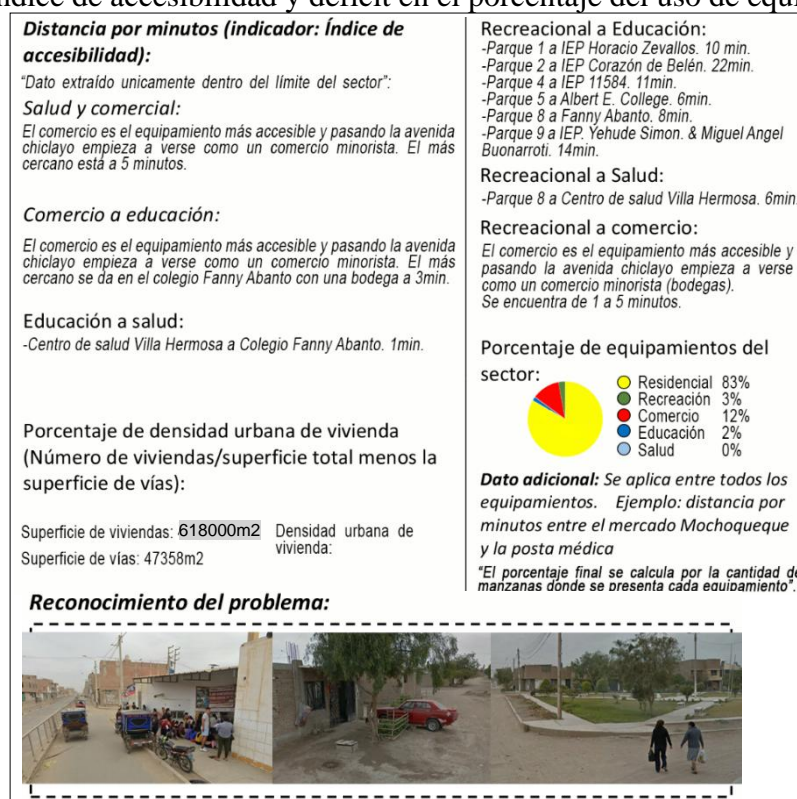 ndice de accesibilidad y déficit en el porcentaje del uso de equi
Distancia por minutos (indicador: Índice de
accesibilidad):
“Dato extraído unicamente dentro del límite del sector”:
Salud y comercial:
El comercio es el equipamiento más accesible y pasando la avenida
chiclayo empieza a verse como un comercio minorista. El más
cercano está a 5 minutos.
Comercio a educación:
El comercio es el equipamiento más accesible y pasando la avenida
chiclayo empieza a verse como un comercio minorista. El más
cercano se da en el colegio Fanny Abanto con una bodega a 3min.
Educación a salud:
-Centro de salud Villa Hermosa a Colegio Fanny Abanto. 1min.
Porcentaje de densidad urbana de vivienda
(Número de viviendas/superficie total menos la
superficie de vías):
Superficie de viviendas: 618000m2
Superficie de vías: 47358m2
Densidad urbana de
vivienda:
Recreacional a Educación:
-Parque 1 a IEP Horacio Zevallos. 10 min.
-Parque 2 a IEP Corazón de Belén. 22min.
-Parque 4 a IEP 11584. 11min.
-Parque 5 a Albert E. College. 6min.
-Parque 8 a Fanny Abanto. 8min.
-Parque 9 a IEP. Yehude Simon. & Miguel Angel
Buonarroti. 14min.
Recreacional a Salud:
-Parque 8 a Centro de salud Villa Hermosa. 6min.
Recreacional a comercio:
El comercio es el equipamiento más accesible y
pasando la avenida chiclayo empieza a verse
como un comercio minorista (bodegas).
Se encuentra de 1 a 5 minutos.
Porcentaje de equipamientos del
sector:
Residencial 83%
Recreación 3%
Comercio 12%
Educación 2%
Salud 0%
Dato adicional: Se aplica entre todos los
equipamientos. Ejemplo: distancia por
minutos entre el mercado Mochoqueque
y la posta médica
“El porcentaje final se calcula por la cantidad de
manzanas donde se presenta cada equipamiento”.
Reconocimiento del problema: